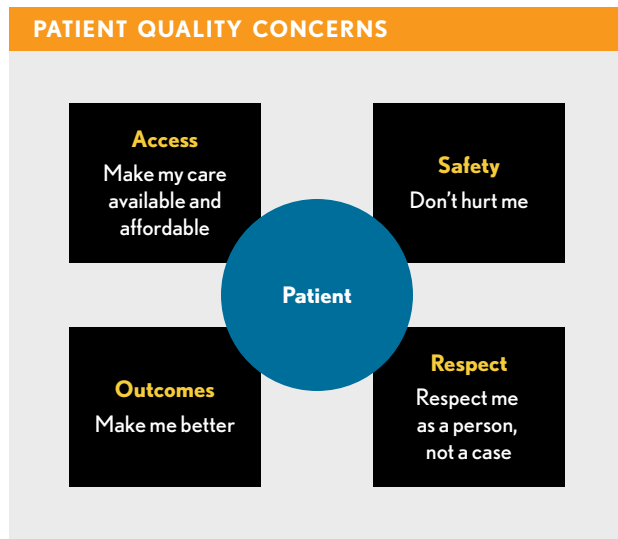 PATIENT QUALITY CONCERNS
Access
Make my care
available and
affordable
Safety
Don’t hurt me
Patient
Outcomes
Make me better
Respect
Respect me
as a person,
not a case